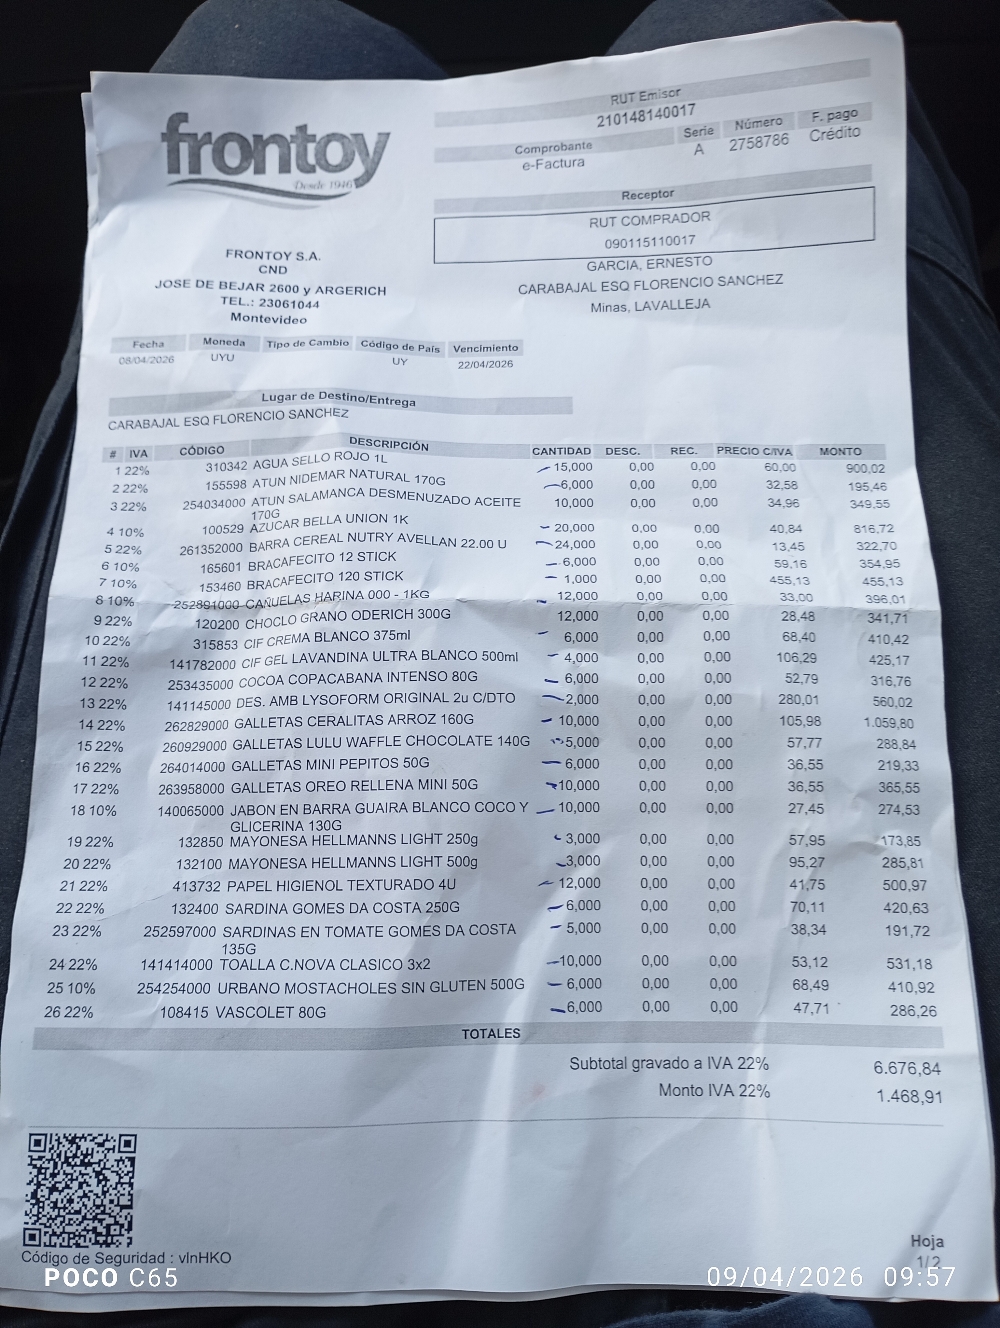 frontoy
Desde 1946
RUT Emisor
210148140017
Comprobante Serie Número F. pago
e-Factura A 2758786 Crédito
Receptor
RUT COMPRADOR
090115110017
GARCIA, ERNESTO
CARABAJAL ESQ FLORENCIO SANCHEZ
Minas, LAVALLEJA
FRONTOY S.A.
CND
JOSE DE BEJAR 2600 y ARGERICH
TEL.: 23061044
Montevideo
Fecha Moneda Tipo de Cambio Código de País Vencimiento
08/04/2026 UYU UY 22/04/2026
Lugar de Destino/Entrega
CARABAJAL ESQ FLORENCIO SANCHEZ
# IVA CÓDIGO DESCRIPCIÓN CANTIDAD DESC. REC. PRECIO C/IVA MONTO
1 22% 310342 AGUA SELLO ROJO 1L 15,000 0,00 0,00 60,00 900,02
2 22% 155598 ATUN NIDEMAR NATURAL 170G 6,000 0,00 0,00 32,58 195,46
3 22% 254034000 ATUN SALAMANCA DESMENUZADO ACEITE 10,000 0,00 0,00 34,96 349,55
170G
4 10% 100529 AZUCAR BELLA UNION 1K 20,000 0,00 0,00 40,84 816,72
5 22% 261352000 BARRA CEREAL NUTRY AVELLAN 22.00 U 24,000 0,00 0,00 13,45 322,70
6 10% 165601 BRACAFECITO 12 STICK 6,000 0,00 0,00 59,16 354,95
7 10% 153460 BRACAFECITO 120 STICK 1,000 0,00 0,00 455,13 455,13
8 10% 252891000 CAÑUELAS HARINA 000 - 1KG 12,000 0,00 0,00 33,00 396,01
9 22% 120200 CHOCLO GRANO ODERICH 300G 12,000 0,00 0,00 28,48 341,71
10 22% 315853 CIF CREMA BLANCO 375ml 6,000 0,00 0,00 68,40 410,42
11 22% 141782000 CIF GEL LAVANDINA ULTRA BLANCO 500ml 4,000 0,00 0,00 106,29 425,17
12 22% 253435000 COCOA COPACABANA INTENSO 80G 6,000 0,00 0,00 52,79 316,76
13 22% 141145000 DES. AMB LYSOFORM ORIGINAL 2u C/DTO 2,000 0,00 0,00 280,01 560,02
14 22% 262829000 GALLETAS CERALITAS ARROZ 160G 10,000 0,00 0,00 105,98 1.059,80
15 22% 260929000 GALLETAS LULU WAFFLE CHOCOLATE 140G 5,000 0,00 0,00 57,77 288,84
16 22% 264014000 GALLETAS MINI PEPITOS 50G 6,000 0,00 0,00 36,55 219,33
17 22% 263958000 GALLETAS OREO RELLENA MINI 50G 10,000 0,00 0,00 36,55 365,55
18 10% 140065000 JABON EN BARRA GUAIRA BLANCO COCO Y 10,000 0,00 0,00 27,45 274,53
GLICERINA 130G
19 22% 132850 MAYONESA HELLMANNS LIGHT 250g 3,000 0,00 0,00 57,95 173,85
20 22% 132100 MAYONESA HELLMANNS LIGHT 500g 3,000 0,00 0,00 95,27 285,81
21 22% 413732 PAPEL HIGIENOL TEXTURADO 4U 12,000 0,00 0,00 41,75 500,97
22 22% 132400 SARDINA GOMES DA COSTA 250G 6,000 0,00 0,00 70,11 420,63
23 22% 252597000 SARDINAS EN TOMATE GOMES DA COSTA 5,000 0,00 0,00 38,34 191,72
135G
24 22% 141414000 TOALLA C.NOVA CLASICO 3x2 10,000 0,00 0,00 53,12 531,18
25 10% 254254000 URBANO MOSTACHOLES SIN GLUTEN 500G 6,000 0,00 0,00 68,49 410,92
26 22% 108415 VASCOLET 80G 6,000 0,00 0,00 47,71 286,26
TOTALES
Subtotal gravado a IVA 22% 6.676,84
Monto IVA 22% 1.468,91
Código de Seguridad : vlnHKO
Hoja
1/2
POCO C65
09/04/2026 09:57